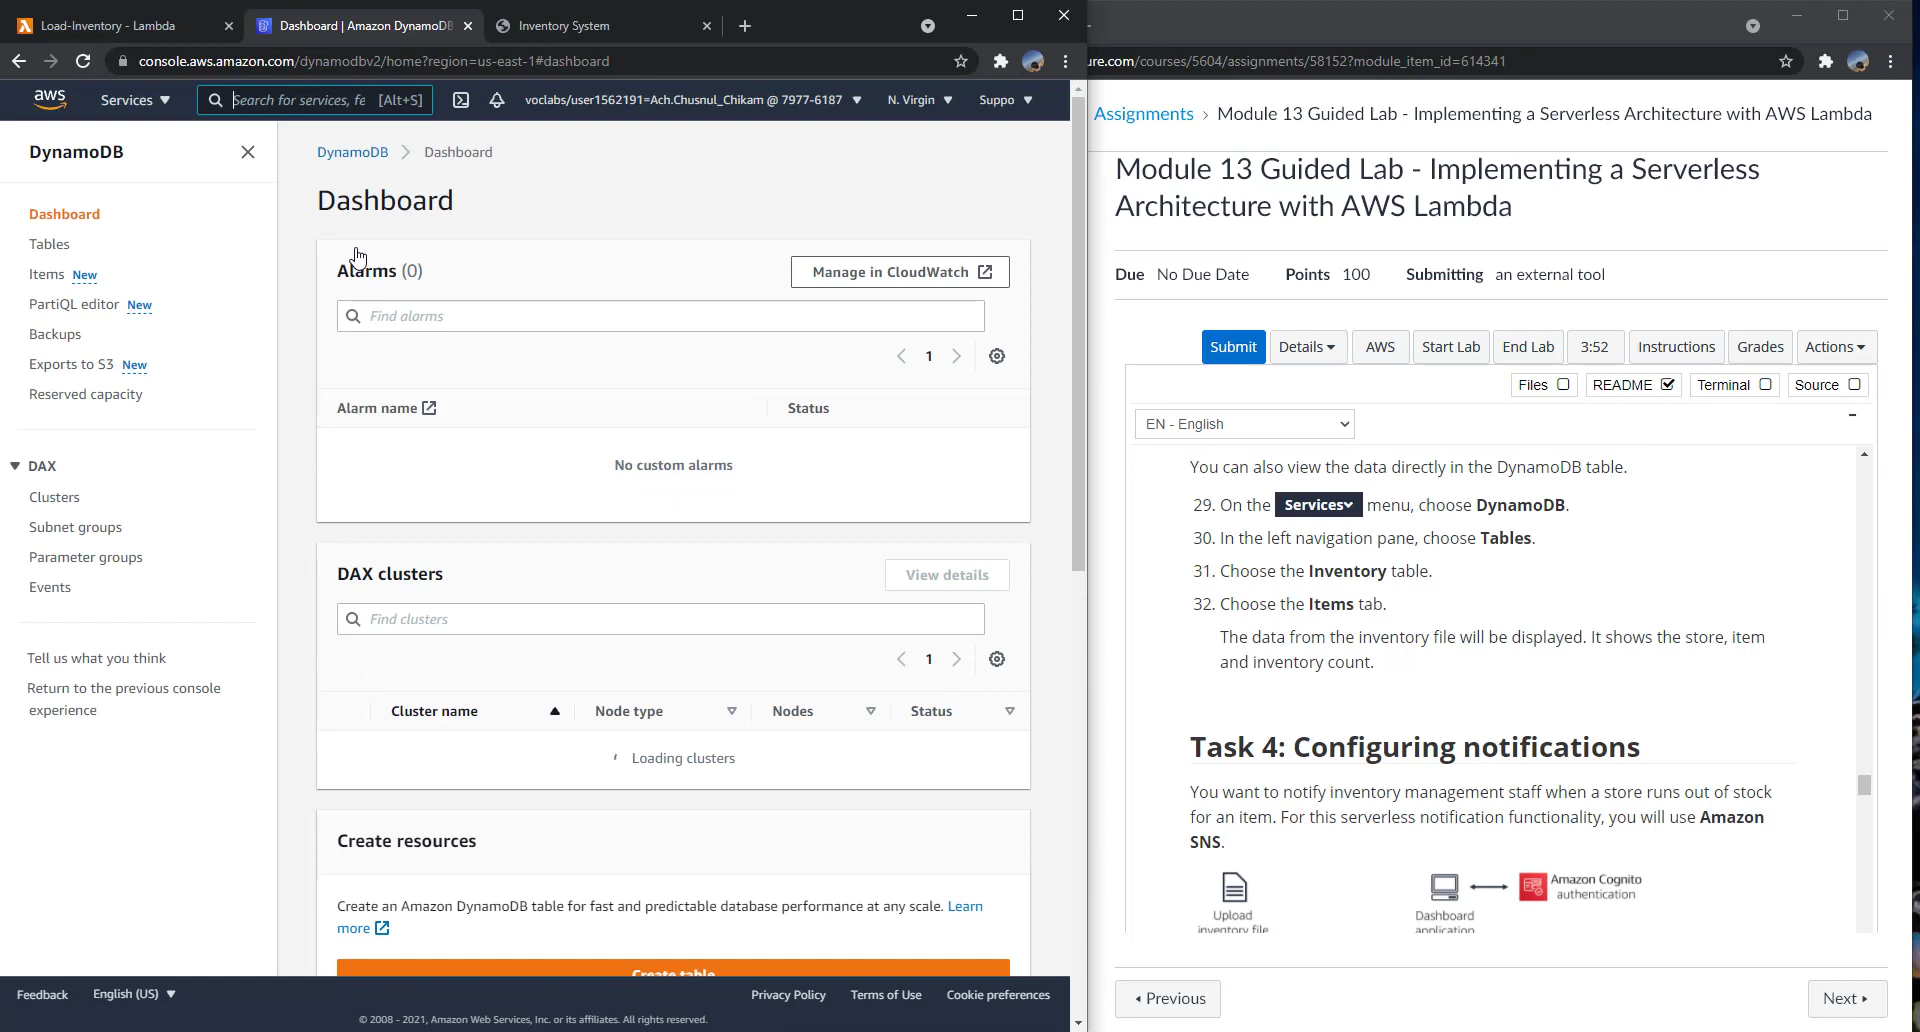 Load-Inventory - Lambda
Dashboard | Amazon DynamoDB
Inventory System
console.aws.amazon.com/dynamodbv2/home?region=us-east-1#dashboard
ure.com/courses/5604/assignments/58152?module_item_id=614341
aws
Services
Search for services, fe [Alt+S]
voclabs/user1562191=Ach.Chusnul_Chikam @ 7977-6187
N. Virgin
Suppo
DynamoDB
Dashboard
Tables
Items New
PartiQL editor New
Backups
Exports to S3 New
Reserved capacity
DAX
Clusters
Subnet groups
Parameter groups
Events
Tell us what you think
Return to the previous console
experience
DynamoDB
Dashboard
Dashboard
Alarms (0)
Manage in CloudWatch
Find alarms
1
Alarm name
Status
No custom alarms
DAX clusters
View details
Find clusters
1
Cluster name
Node type
Nodes
Status
Loading clusters
Create resources
Create an Amazon DynamoDB table for fast and predictable database performance at any scale. Learn
more
Create table
Feedback
English (US)
Privacy Policy
Terms of Use
Cookie preferences
© 2008 - 2021, Amazon Web Services, Inc. or its affiliates. All rights reserved.
Assignments
Module 13 Guided Lab - Implementing a Serverless Architecture with AWS Lambda
Module 13 Guided Lab - Implementing a Serverless
Architecture with AWS Lambda
Due No Due Date
Points 100
Submitting an external tool
Submit
Details
AWS
Start Lab
End Lab
3:52
Instructions
Grades
Actions
Files
README
Terminal
Source
EN - English
You can also view the data directly in the DynamoDB table.
29. On the Services menu, choose DynamoDB.
30. In the left navigation pane, choose Tables.
31. Choose the Inventory table.
32. Choose the Items tab.
The data from the inventory file will be displayed. It shows the store, item
and inventory count.
Task 4: Configuring notifications
You want to notify inventory management staff when a store runs out of stock
for an item. For this serverless notification functionality, you will use Amazon
SNS.
Upload
inventory file
Dashboard
application
Amazon Cognito
authentication
Previous
Next